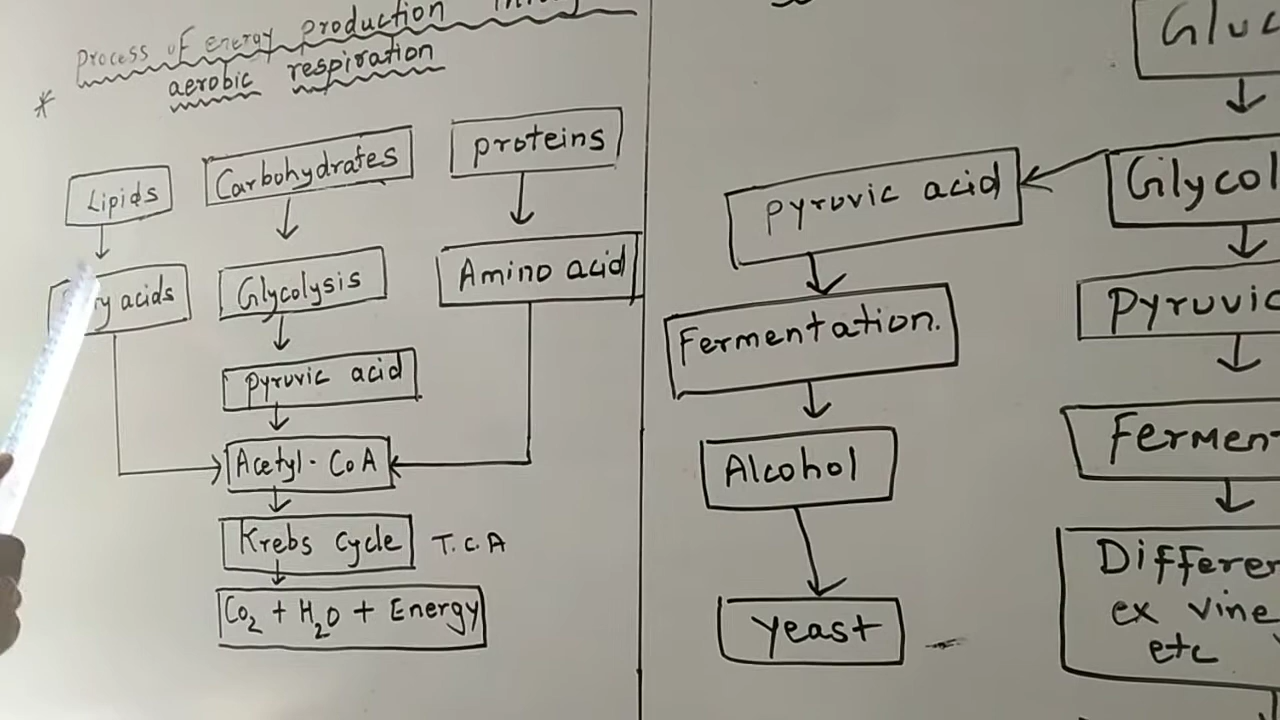 Process of energy production
aerobic respiration
*
Lipids
Carbohydrates
proteins
acids
Glycolysis
Amino acid
Pyruvic acid
Acetyl-CoA
Krebs Cycle T.C.A
CO2 + H2O + Energy
Pyruvic acid
Fermentation.
Alcohol
yeast
Gluc
Glycol
Pyruvic
Fermen
Differen
ex vine
etc